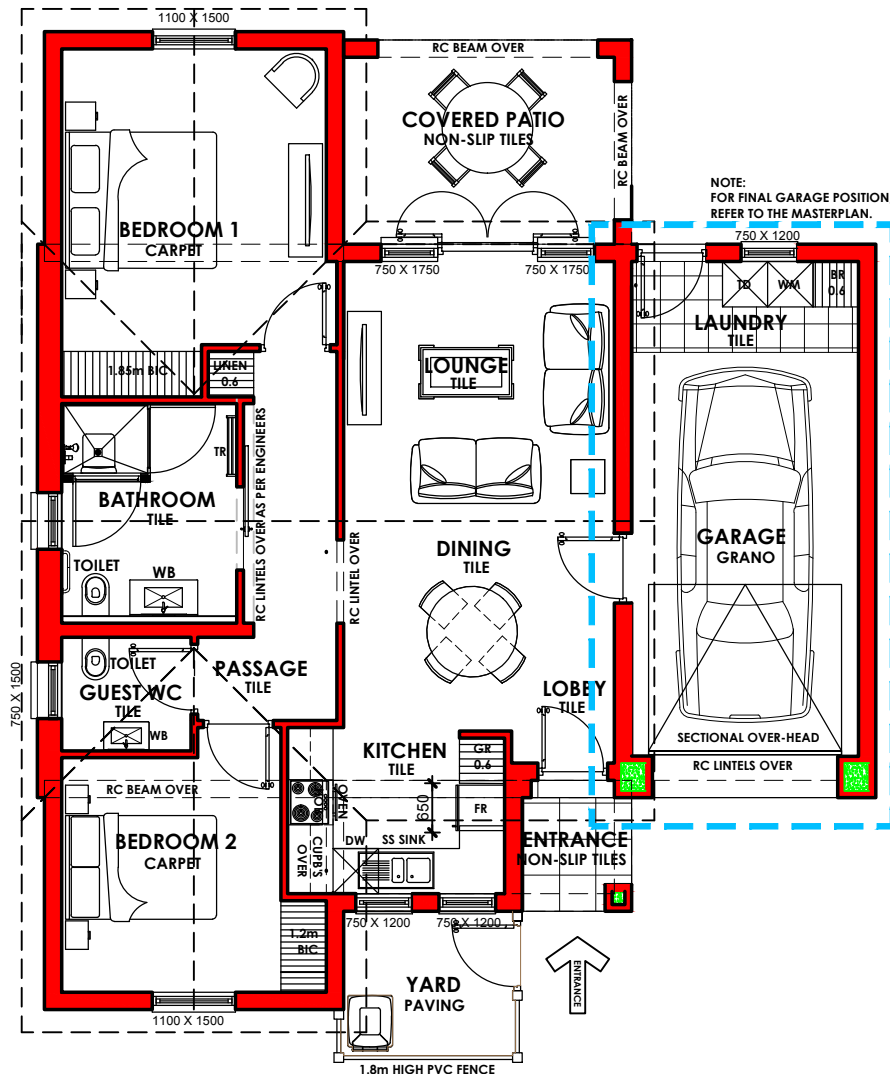 1100 X 1500
RC BEAM OVER
COVERED PATIO
NON-SLIP TILES
RC BEAM OVER
NOTE:
FOR FINAL GARAGE POSITION
REFER TO THE MASTERPLAN.
BEDROOM 1
CARPET
750 X 1750
750 X 1750
750 X 1200
TD
WM
BR
0.6
LAUNDRY
TILE
1.85m BIC
LINEN
0.6
LOUNGE
TILE
TR
RC LINTELS OVER AS PER ENGINEERS
BATHROOM
TILE
TOILET
WB
RC LINTEL OVER
DINING
TILE
GARAGE
GRANO
750 X 1500
TOILET
GUEST WC
TILE
WB
PASSAGE
TILE
LOBBY
TILE
SECTIONAL OVER-HEAD
RC LINTELS OVER
KITCHEN
TILE
GR
0.6
RC BEAM OVER
OVEN
650
FR
BEDROOM 2
CARPET
CUPB'S
OVER
DW
SS SINK
ENTRANCE
NON-SLIP TILES
750 X 1200
750 X 1200
1.2m
BIC
YARD
PAVING
ENTRANCE
1100 X 1500
1.8m HIGH PVC FENCE